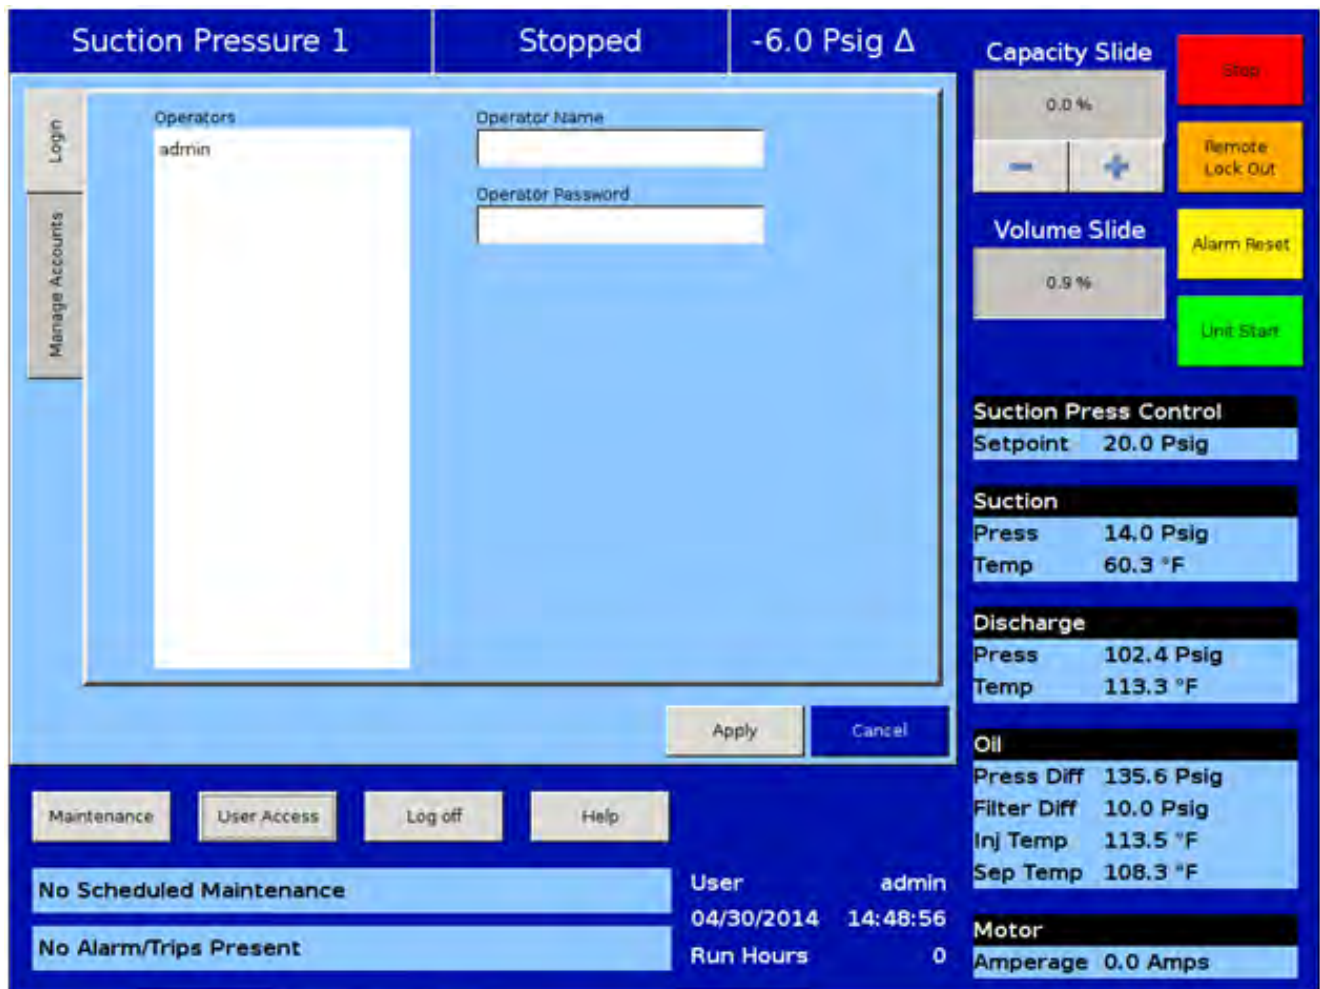 Suction Pressure 1
Stopped
-6.0 Psig Δ
Login
Manage Accounts
Operators
admin
Operator Name
Operator Password
Apply
Cancel
Maintenance
User Access
Log off
Help
No Scheduled Maintenance
No Alarm/Trips Present
User admin
04/30/2014 14:48:56
Run Hours 0
Capacity Slide
0.0 %
Volume Slide
0.9 %
Stop
Remote
Lock Out
Alarm Reset
Unit Start
Suction Press Control
Setpoint 20.0 Psig
Suction
Press 14.0 Psig
Temp 60.3 °F
Discharge
Press 102.4 Psig
Temp 113.3 °F
Oil
Press Diff 135.6 Psig
Filter Diff 10.0 Psig
Inj Temp 113.5 °F
Sep Temp 108.3 °F
Motor
Amperage 0.0 Amps